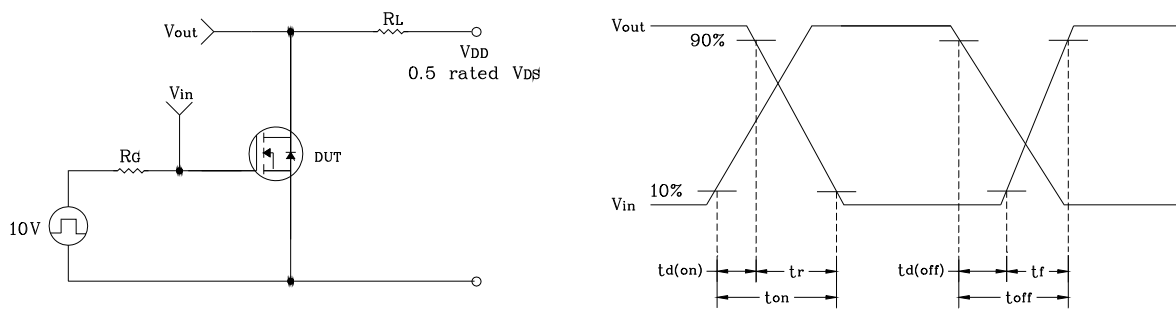 Vout
RL
VDD
0.5 rated VDS
Vin
RG
DUT
10V
Vout
90%
10%
Vin
td(on)
tr
td(off)
tf
ton
toff